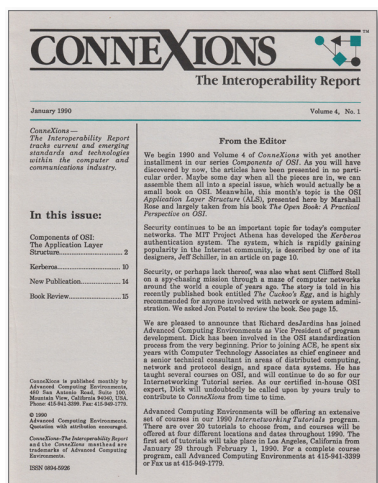 CONNEXIONS
TM
The Interoperability Report
January 1990
Volume 4, No. 1
ConneXions —
The Interoperability Report
tracks current and emerging
standards and technologies
within the computer and
communications industry.
In this issue:
Components of OSI:
The Application Layer
Structure............................ 2
Kerberos............................ 10
New Publication................ 14
Book Review...................... 15
ConneXions is published monthly by
Advanced Computing Environments,
480 San Antonio Road, Suite 100,
Mountain View, California 94040, USA.
Phone: 415-941-3399. Fax: 415-949-1779.
© 1990
Advanced Computing Environments.
Quotation with attribution encouraged.
ConneXions–The Interoperability Report
and the ConneXions masthead are
trademarks of Advanced Computing
Environments.
ISSN 0894-5926
From the Editor
We begin 1990 and Volume 4 of ConneXions with yet another
installment in our series Components of OSI. As you will have
discovered by now, the articles have been presented in no parti-
cular order. Maybe some day when all the pieces are in, we can
assemble them all into a special issue, which would actually be a
small book on OSI. Meanwhile, this month's topic is the OSI
Application Layer Structure (ALS), presented here by Marshall
Rose and largely taken from his book The Open Book: A Practical
Perspective on OSI.
Security continues to be an important topic for today's computer
networks. The MIT Project Athena has developed the Kerberos
authentication system. The system, which is rapidly gaining
popularity in the Internet community, is described by one of its
designers, Jeff Schiller, in an article on page 10.
Security, or perhaps lack thereof, was also what sent Clifford Stoll
on a spy-chasing mission through a maze of computer networks
around the world a couple of years ago. The story is told in his
recently published book entitled The Cuckoo's Egg, and is highly
recommended for anyone involved with network or system admini-
stration. We asked Jon Postel to review the book. See page 15.
We are pleased to announce that Richard desJardins has joined
Advanced Computing Environments as Vice President of program
development. Dick has been involved in the OSI standardization
process from the very beginning. Prior to joining ACE, he spent six
years with Computer Technology Associates as chief engineer and
a senior technical consultant in areas of distributed computing,
network and protocol design, and space data systems. He has
taught several courses on OSI, and will continue to do so for our
Internetworking Tutorial series. As our certified in-house OSI
expert, Dick will undoubtedly be called upon by yours truly to
contribute to ConneXions from time to time.
Advanced Computing Environments will be offering an extensive
set of courses in our 1990 Internetworking Tutorials program.
There are 20 tutorials to choose from, and courses will be
offered at four different locations and dates throughout 1990. The
first set of tutorials will take place in Los Angeles, California from
January 29 through February 1, 1990. For a complete course
program, call Advanced Computing Environments at 415-941-3399
or Fax us at 415-949-1779.